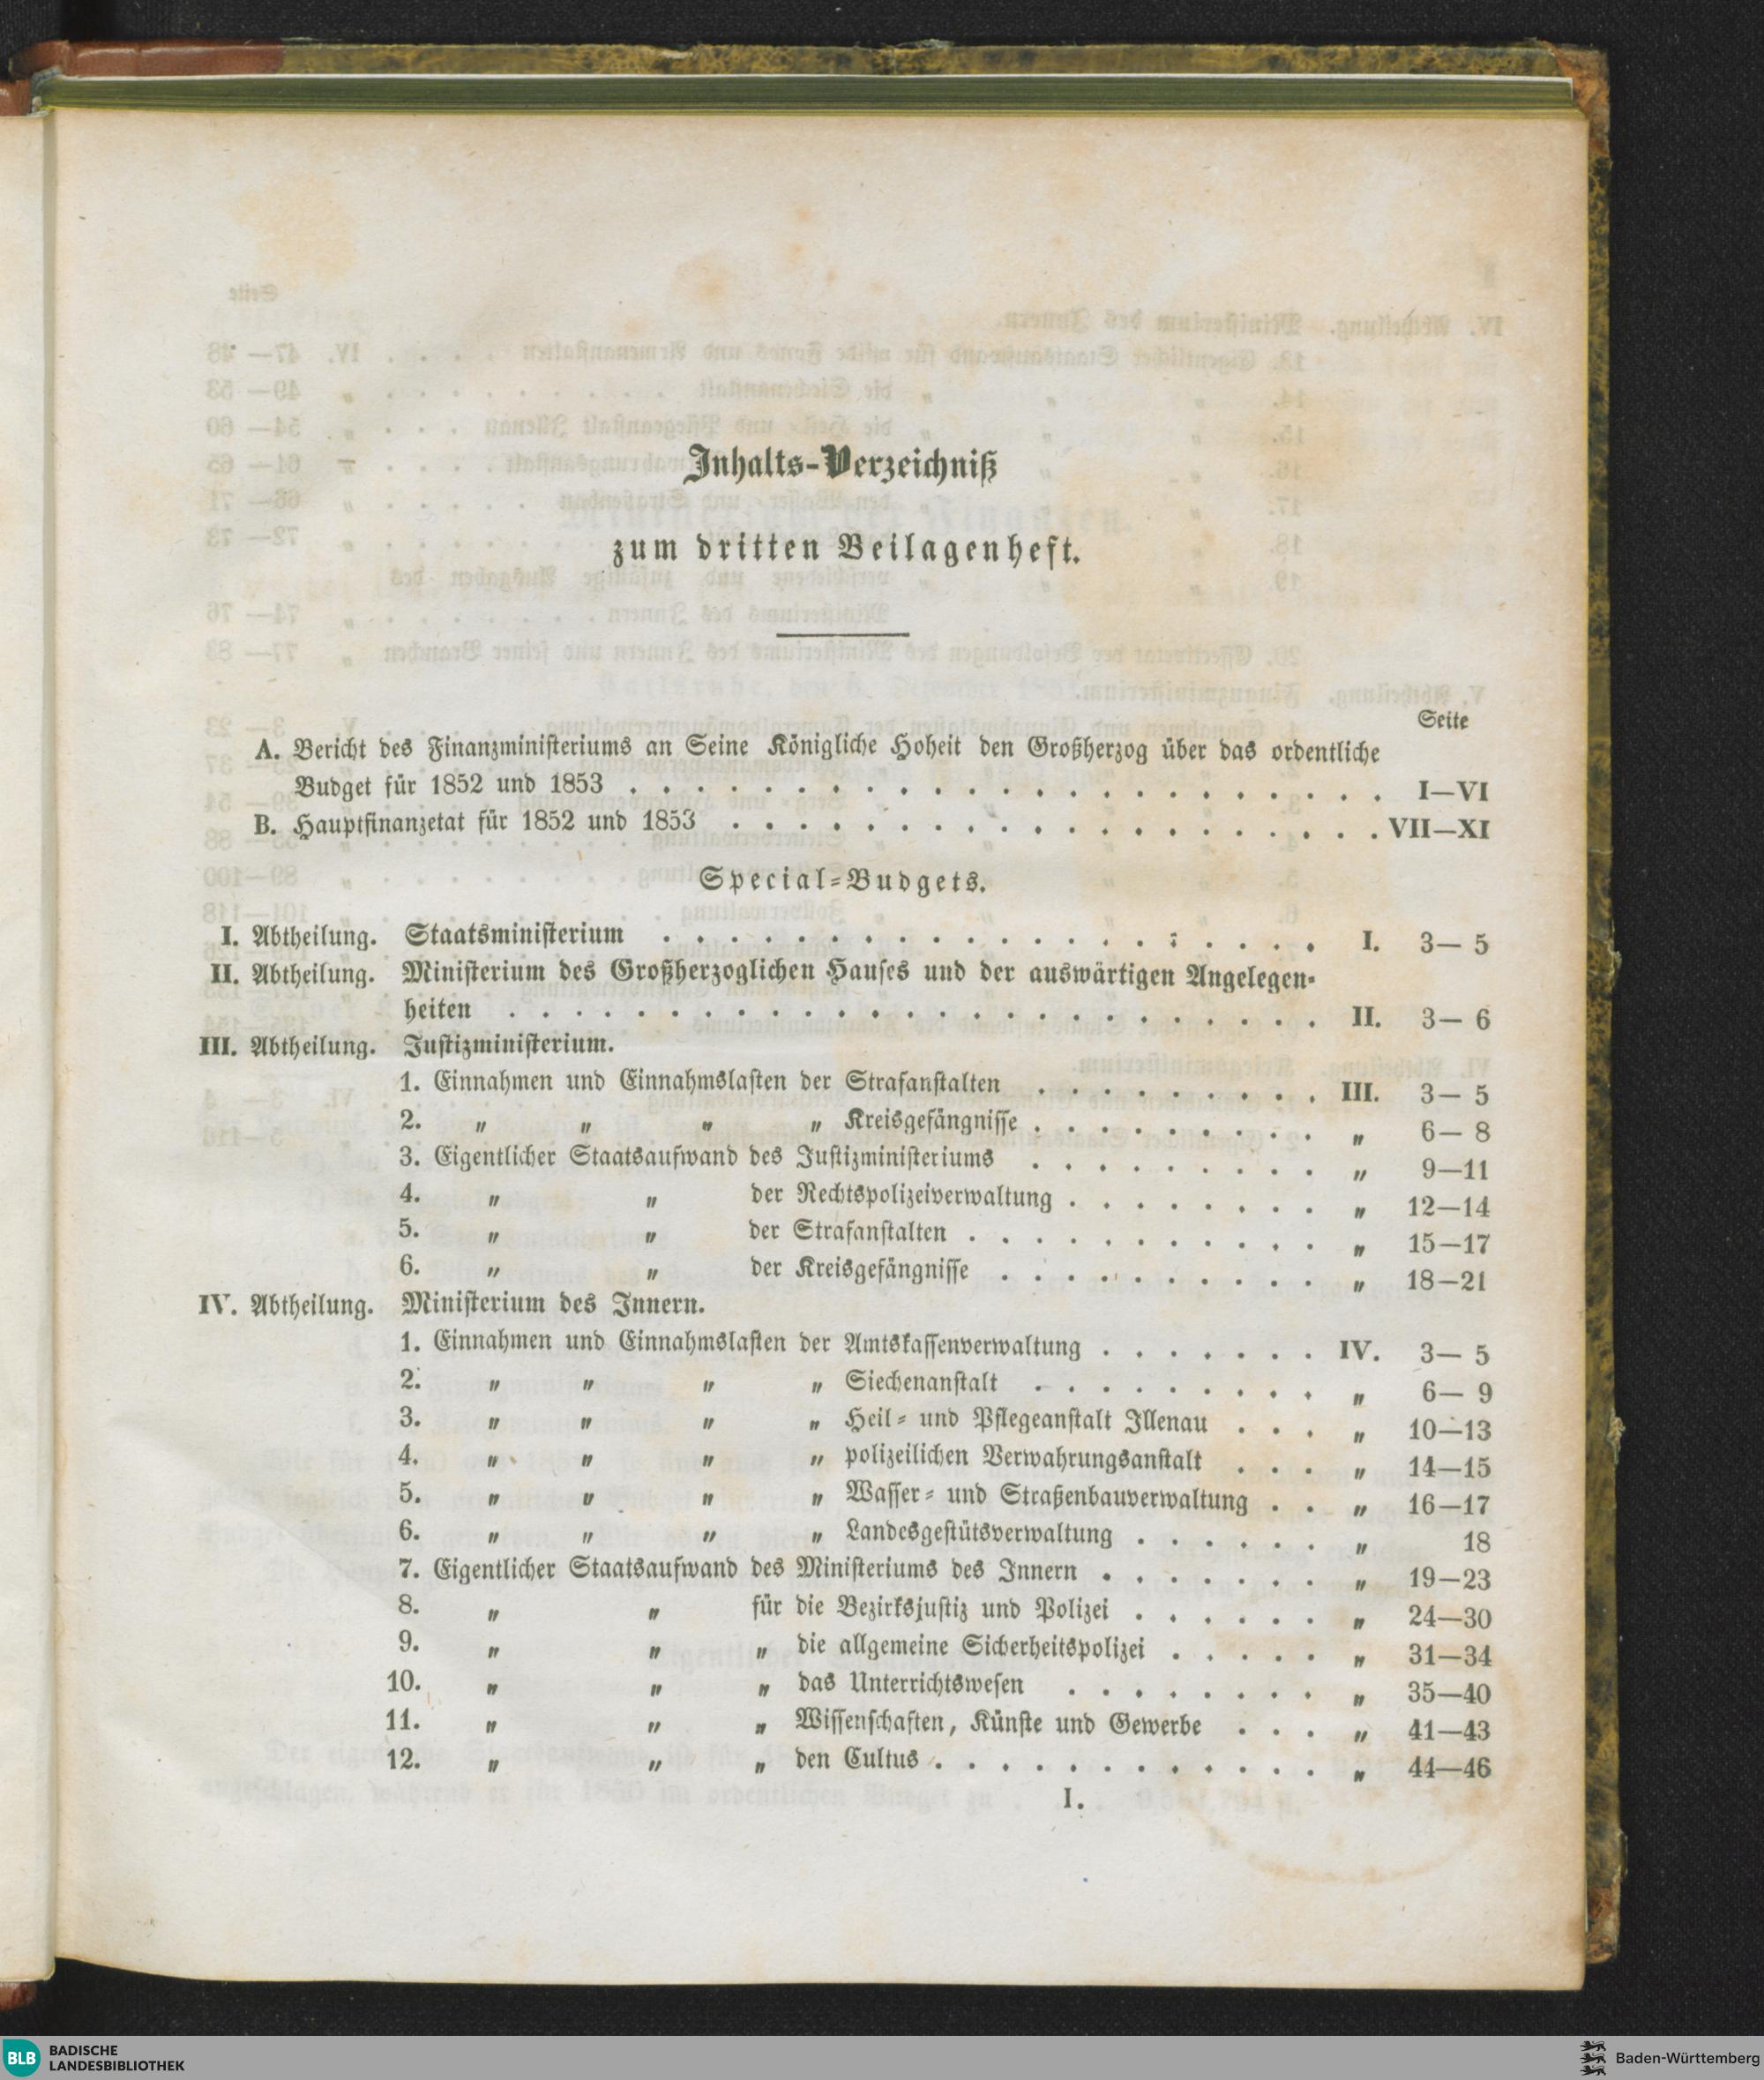 Inhalts-Verzeichniß
zum dritten Beilagenheft.
Seite
A. Bericht des Finanzministeriums an Seine Königliche Hoheit den Großherzog über das ordentliche
Budget für 1852 und 1853 . . . . . . . . . . . . . . . . . . . . . . . I—VI
B. Hauptfinanzetat für 1852 und 1853 . . . . . . . . . . . . . . . . . . . . VII—XI
Special-Budgets.
I. Abtheilung. Staatsministerium . . . . . . . . . . . . . . . . . . . . I. 3— 5
II. Abtheilung. Ministerium des Großherzoglichen Hauses und der auswärtigen Angelegen-
heiten . . . . . . . . . . . . . . . . . . . . . . . . . II. 3— 6
III. Abtheilung. Justizministerium.
1. Einnahmen und Einnahmslasten der Strafanstalten . . . . . . . . . III. 3— 5
2. „ „ „ „ Kreisgefängnisse . . . . . . . . . „ 6— 8
3. Eigentlicher Staatsaufwand des Justizministeriums . . . . . . . . . „ 9—11
4. „ „ der Rechtspolizeiverwaltung . . . . . . . . „ 12—14
5. „ „ der Strafanstalten . . . . . . . . . . . „ 15—17
6. „ „ der Kreisgefängnisse . . . . . . . . . . „ 18—21
IV. Abtheilung. Ministerium des Innern.
1. Einnahmen und Einnahmslasten der Amtskassenverwaltung . . . . . . . IV. 3— 5
2. „ „ „ „ Siechenanstalt . . . . . . . . . „ 6— 9
3. „ „ „ „ Heil- und Pflegeanstalt Illenau . . . „ 10—13
4. „ „ „ „ polizeilichen Verwahrungsanstalt . . . „ 14—15
5. „ „ „ „ Wasser- und Straßenbauverwaltung . . „ 16—17
6. „ „ „ „ Landesgestütsverwaltung . . . . . . „ 18
7. Eigentlicher Staatsaufwand des Ministeriums des Innern . . . . . . . „ 19—23
8. „ „ für die Bezirksjustiz und Polizei . . . . . . „ 24—30
9. „ „ „ die allgemeine Sicherheitspolizei . . . . . „ 31—34
10. „ „ „ das Unterrichtswesen . . . . . . . . „ 35—40
11. „ „ „ Wissenschaften, Künste und Gewerbe . . . „ 41—43
12. „ „ „ den Cultus . . . . . . . . . . . . „ 44—46
I.
BLB BADISCHE
LANDESBIBLIOTHEK
Baden-Württemberg